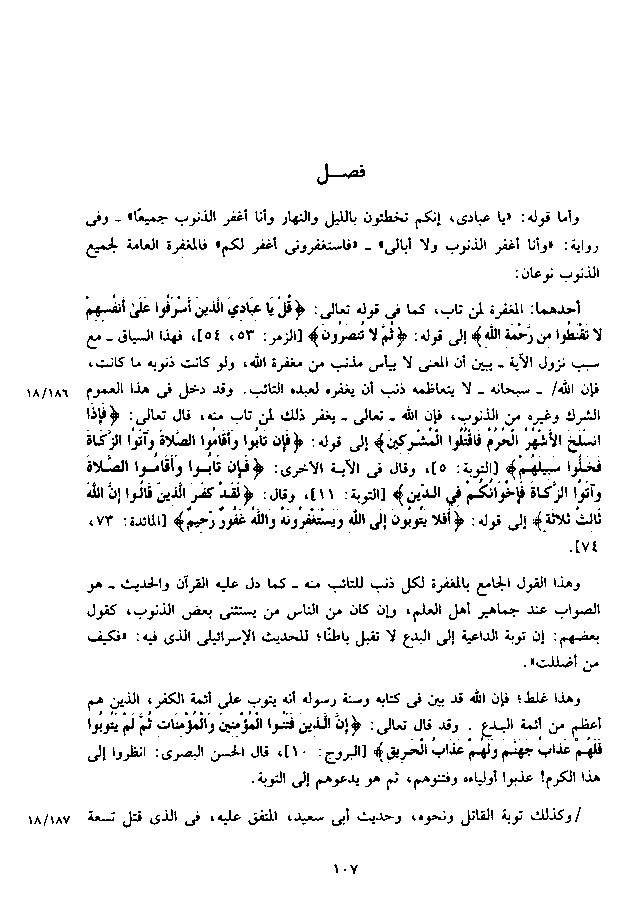 فصــل
وأما قوله: «يا عبادى، إنكم تخطئون بالليل والنهار وأنا أغفر الذنوب جميعًا» ـ وفى
رواية: «وأنا أغفر الذنوب ولا أبالى» ـ «فاستغفرونى أغفر لكم» فالمغفرة العامة لجميع
الذنوب نوعان:
أحدهما: المغفرة لمن تاب، كما فى قوله تعالى: ﴿قُلْ يَا عِبَادِيَ الَّذِينَ أَسْرَفُوا عَلَىٰ أَنفُسِهِمْ
لا تَقْنَطُوا مِن رَّحْمَةِ اللَّهِ﴾ إلى قوله: ﴿ثُمَّ لا تُنصَرُونَ﴾ [الزمر: ٥٣، ٥٤]، فهذا السياق ـ مع
سبب نزول الآية ـ يبين أن المعنى لا ييأس مذنب من مغفرة الله، ولو كانت ذنوبه ما كانت،
فإن الله/ ـ سبحانه ـ لا يتعاظمه ذنب أن يغفره لعبده التائب. وقد دخل فى هذا العموم ١٨/١٨٦
الشرك وغيره من الذنوب، فإن الله ـ تعالى ـ يغفر ذلك لمن تاب منه، قال تعالى: ﴿فَإِذَا
انسَلَخَ الأَشْهُرُ الْحُرُمُ فَاقْتُلُوا الْمُشْرِكِينَ﴾ إلى قوله: ﴿فَإِن تَابُوا وَأَقَامُوا الصَّلاةَ وَآتَوُا الزَّكَاةَ
فَخَلُّوا سَبِيلَهُمْ﴾ [التوبة: ٥]، وقال فى الآية الأخرى: ﴿فَإِن تَابُوا وَأَقَامُوا الصَّلاةَ
وَآتَوُا الزَّكَاةَ فَإِخْوَانُكُمْ فِي الدِّينِ﴾ [التوبة: ١١]، وقال: ﴿لَقَدْ كَفَرَ الَّذِينَ قَالُوا إِنَّ اللَّهَ
ثَالِثُ ثَلاثَةٍ﴾ إلى قوله: ﴿أَفَلا يَتُوبُونَ إِلَى اللَّهِ وَيَسْتَغْفِرُونَهُ وَاللَّهُ غَفُورٌ رَّحِيمٌ﴾ [المائدة: ٧٣،
٧٤].
وهذا القول الجامع بالمغفرة لكل ذنب للتائب منه ـ كما دل عليه القرآن والحديث ـ هو
الصواب عند جماهير أهل العلم، وإن كان من الناس من يستثنى بعض الذنوب، كقول
بعضهم: إن توبة الداعية إلى البدع لا تقبل باطنًا؛ للحديث الإسرائيلى الذى فيه: «فكيف
من أضللت».
وهذا غلط؛ فإن الله قد بين فى كتابه وسنة رسوله أنه يتوب على أئمة الكفر، الذين هم
أعظم من أئمة البدع. وقد قال تعالى: ﴿إِنَّ الَّذِينَ فَتَنُوا الْمُؤْمِنِينَ وَالْمُؤْمِنَاتِ ثُمَّ لَمْ يَتُوبُوا
فَلَهُمْ عَذَابُ جَهَنَّمَ وَلَهُمْ عَذَابُ الْحَرِيقِ﴾ [البروج: ١٠]، قال الحسن البصرى: انظروا إلى
هذا الكرم! عذبوا أولياءه وفتنوهم، ثم هو يدعوهم إلى التوبة.
/وكذلك توبة القاتل ونحوه، وحديث أبى سعيد، المتفق عليه، فى الذى قتل تسعة ١٨/١٨٧
١٠٧